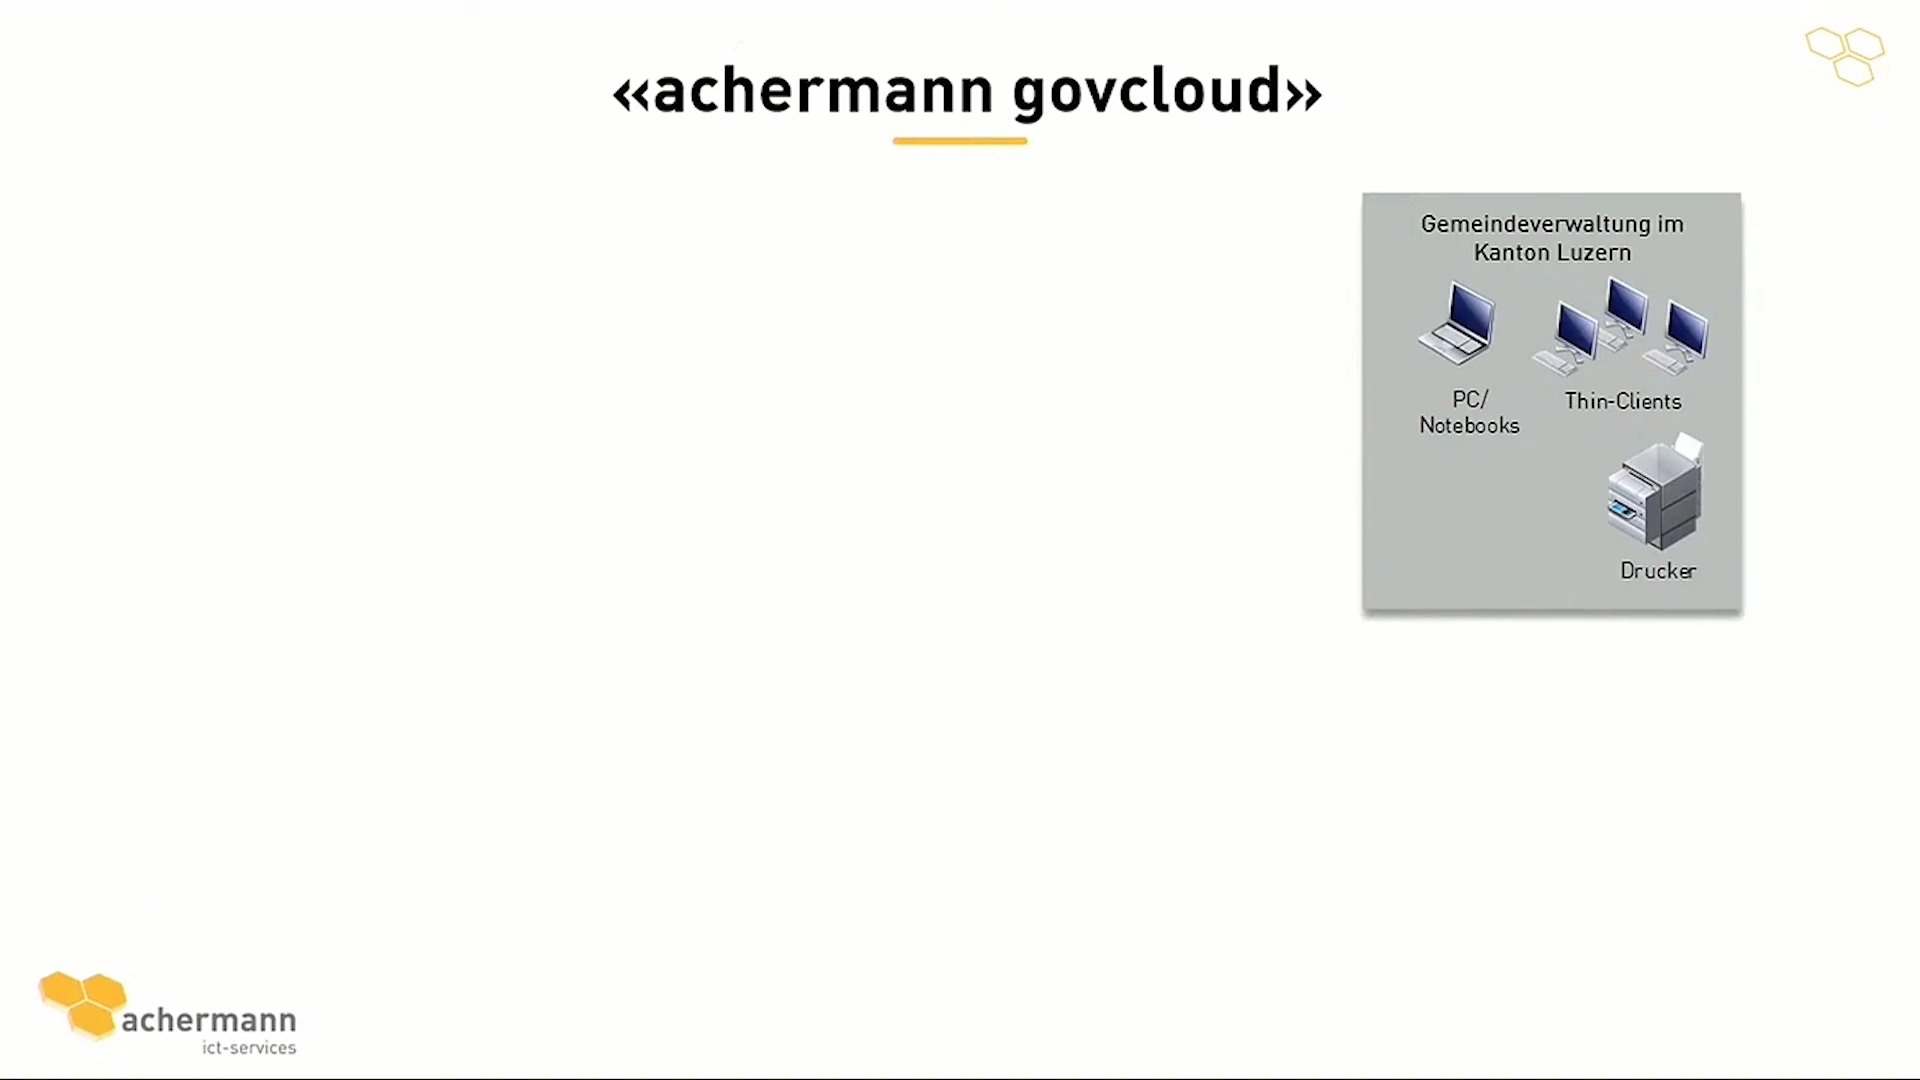 «achermann govcloud»
Gemeindeverwaltung im
Kanton Luzern
PC/
Notebooks
Thin-Clients
Drucker
achermann
ict-services